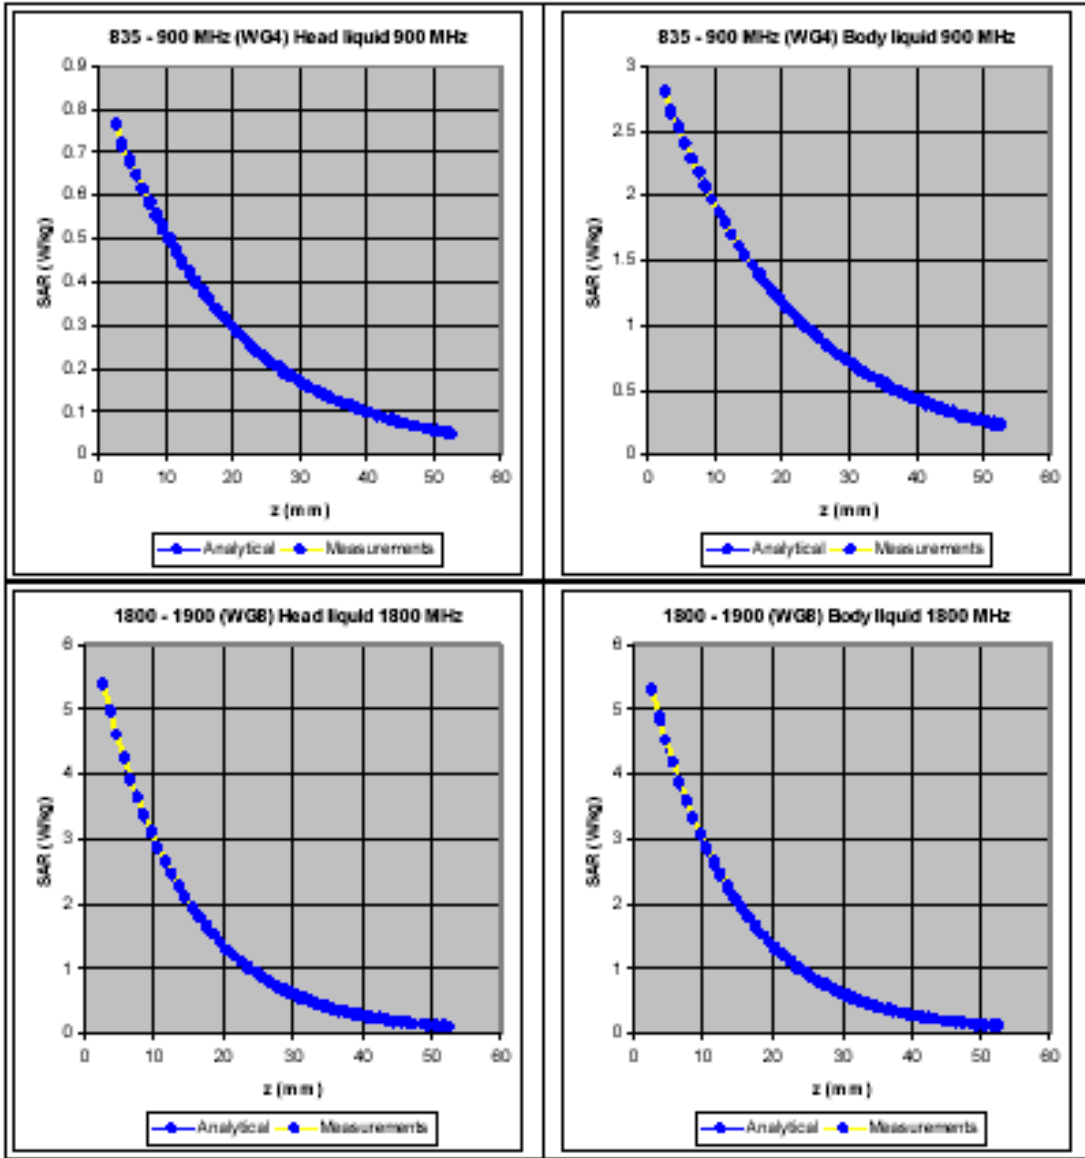 835 - 900 MHz (WG4) Head liquid 900 MHz
0.9
0.8
0.7
0.6
0.5
0.4
0.3
0.2
0.1
0
SAR (W/kg)
0 10 20 30 40 50 60
z (mm)
Analytical Measurements
835 - 900 MHz (WG4) Body liquid 900 MHz
3
2.5
2
1.5
1
0.5
0
SAR (W/kg)
0 10 20 30 40 50 60
z (mm)
Analytical Measurements
1800 - 1900 (WG8) Head liquid 1800 MHz
6
5
4
3
2
1
0
SAR (W/kg)
0 10 20 30 40 50 60
z (mm)
Analytical Measurements
1800 - 1900 (WG8) Body liquid 1800 MHz
6
5
4
3
2
1
0
SAR (W/kg)
0 10 20 30 40 50 60
z (mm)
Analytical Measurements